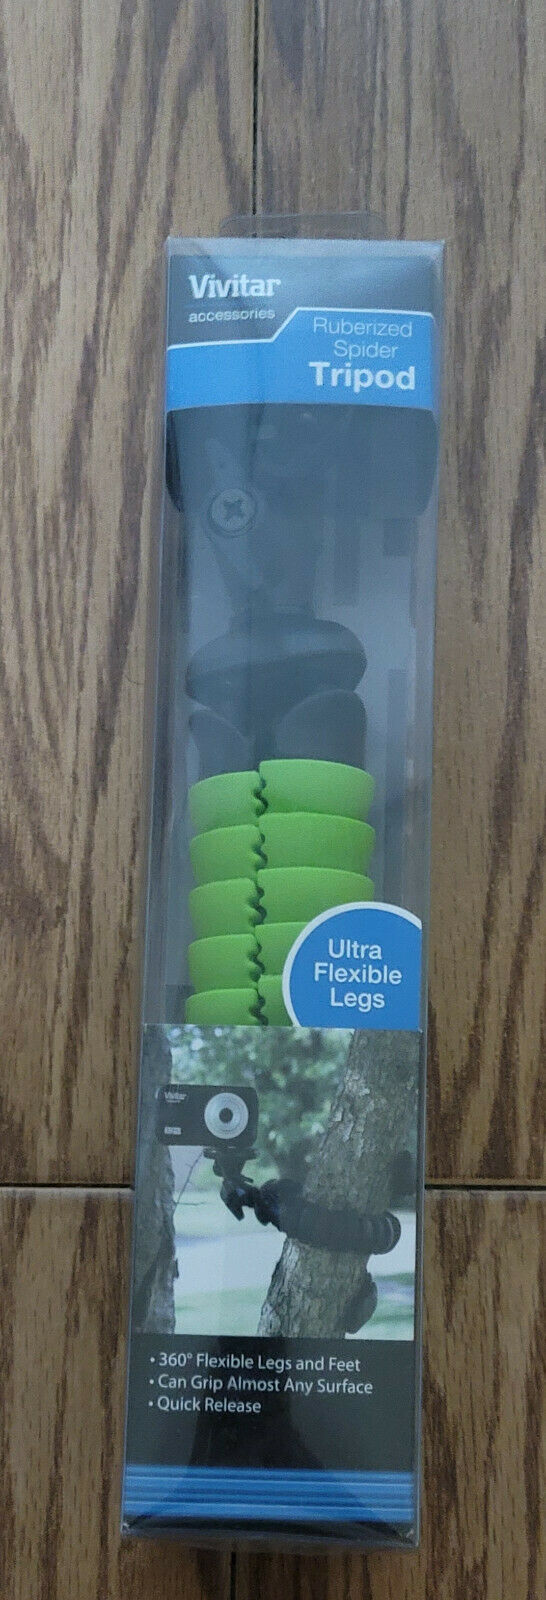 Vivitar
accessories
Ruberized
Spider
Tripod
Ultra
Flexible
Legs
Vivitar
• 360° Flexible Legs and Feet
• Can Grip Almost Any Surface
• Quick Release